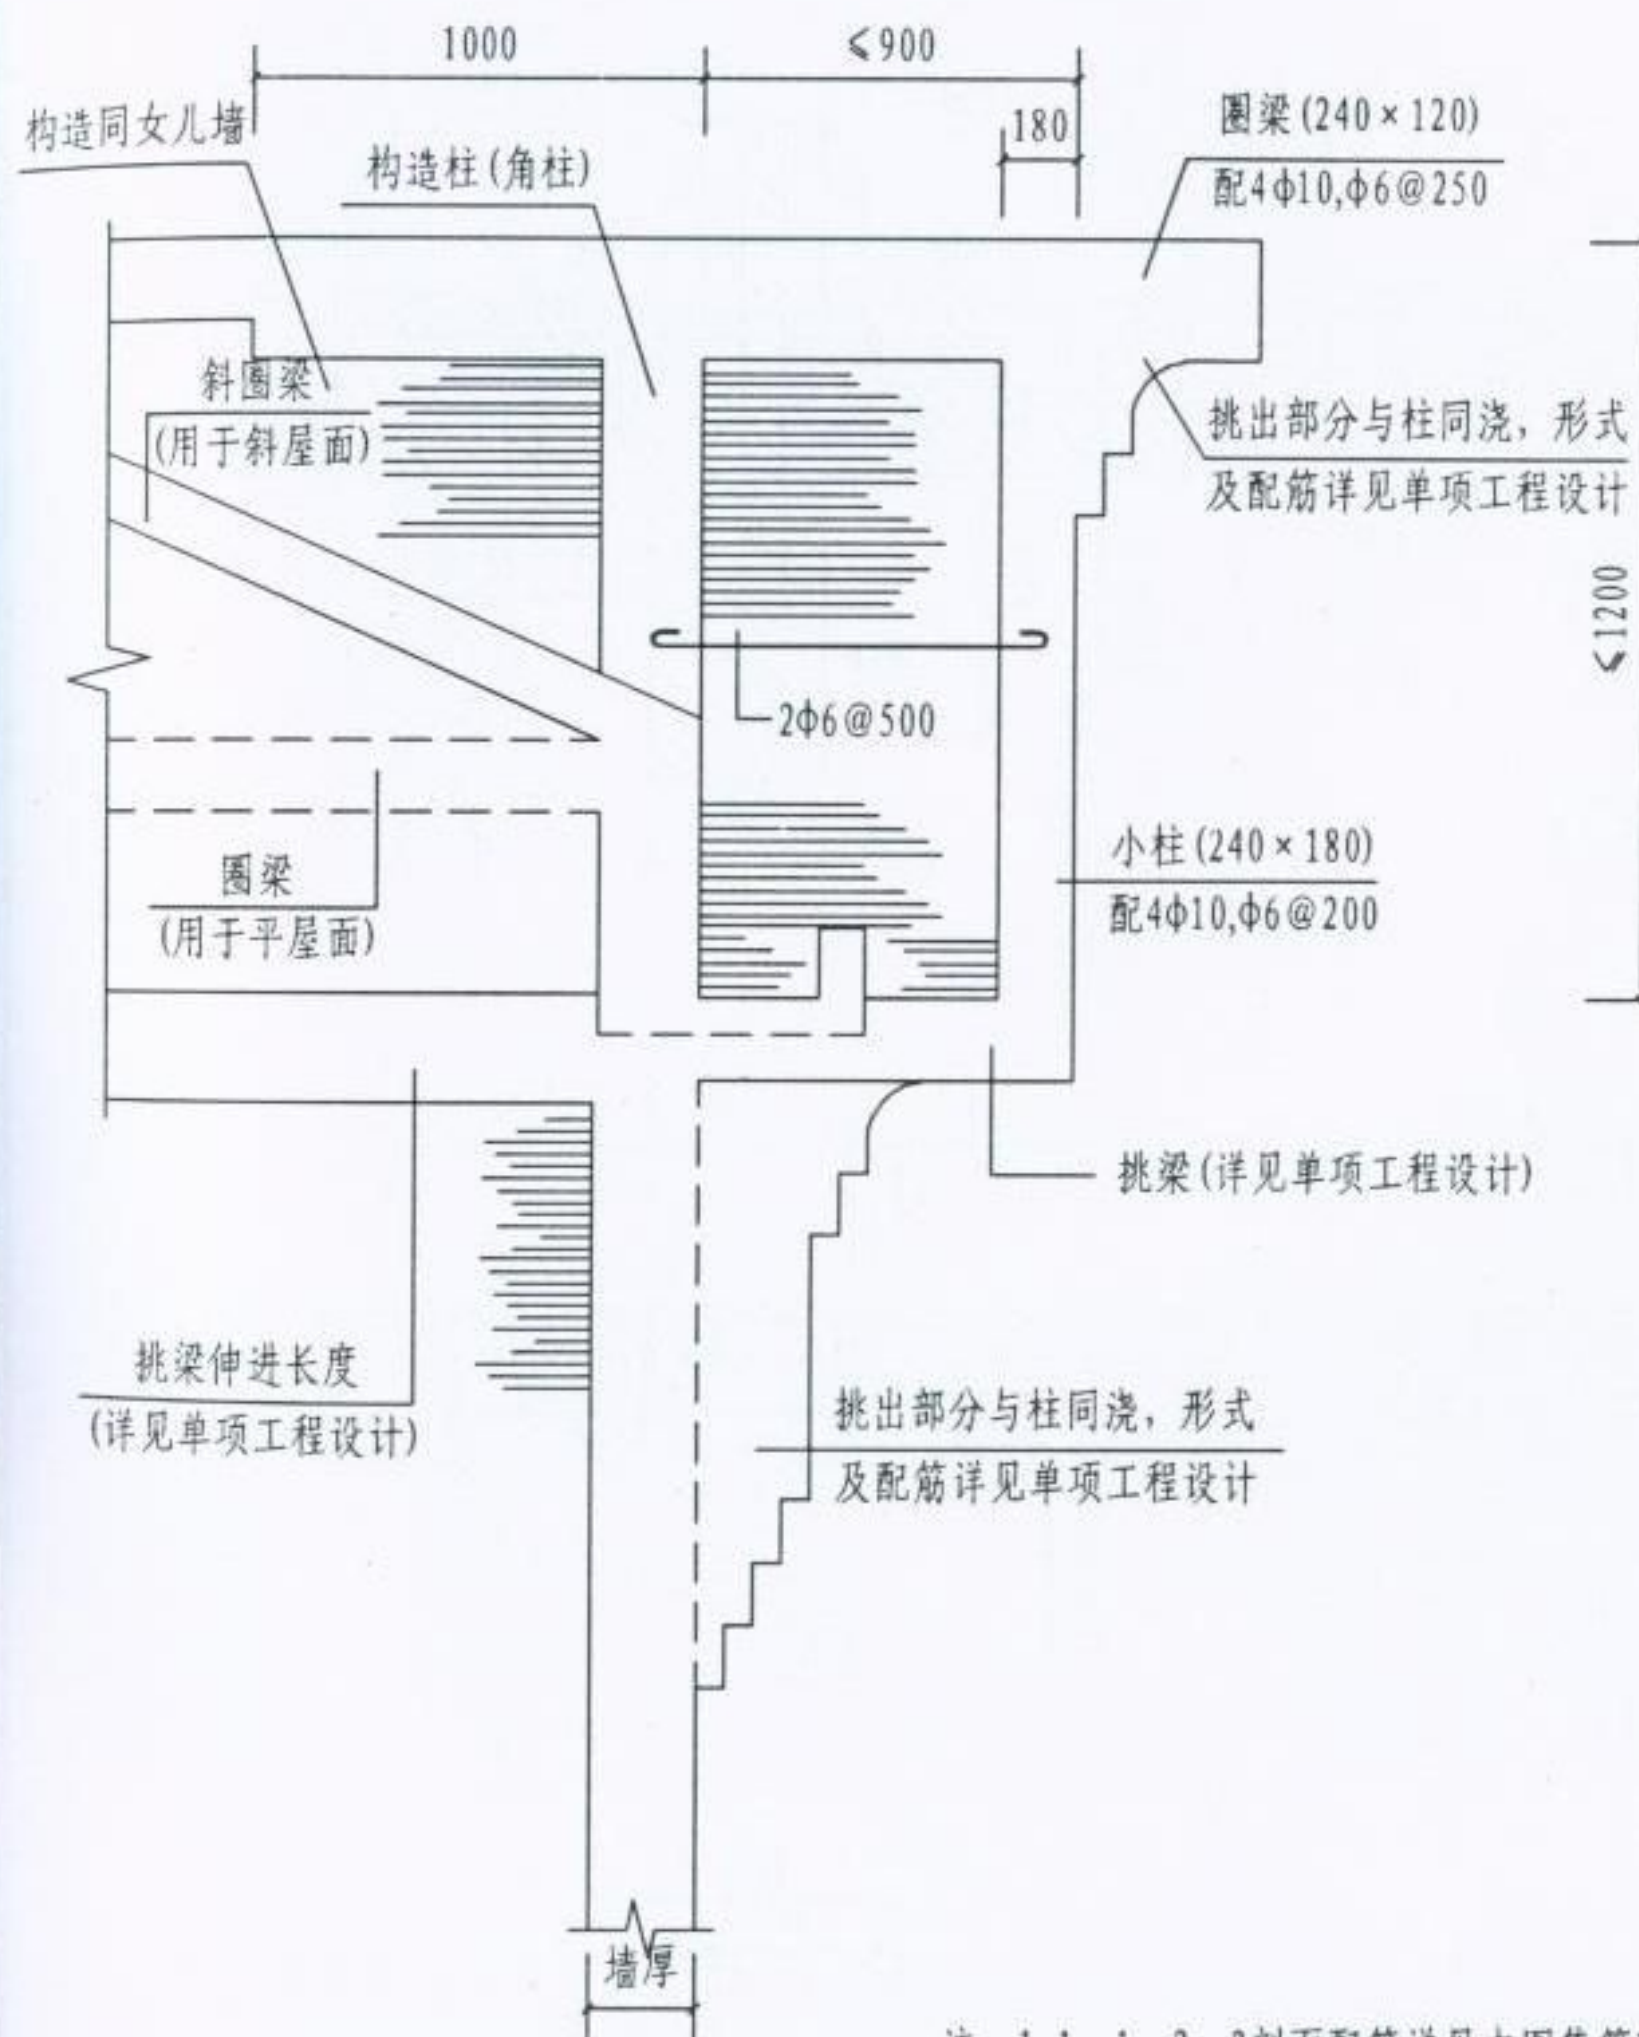 1000
≤900
180
构造同女儿墙
构造柱(角柱)
圈梁(240×120)
配4ф10,ф6@250
斜圈梁
(用于斜屋面)
挑出部分与柱同浇，形式
及配筋详见单项工程设计
≤1200
2ф6@500
圈梁
(用于平屋面)
小柱(240×180)
配4ф10,ф6@200
挑梁(详见单项工程设计)
挑梁伸进长度
(详见单项工程设计)
挑出部分与柱同浇，形式
及配筋详见单项工程设计
墙厚